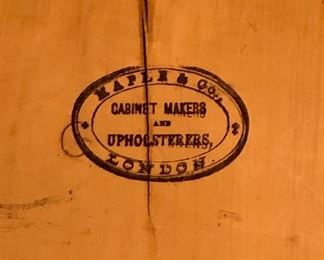 MAPLE & CO.,
CABINET MAKERS
AND
UPHOLSTERERS,
LONDON.